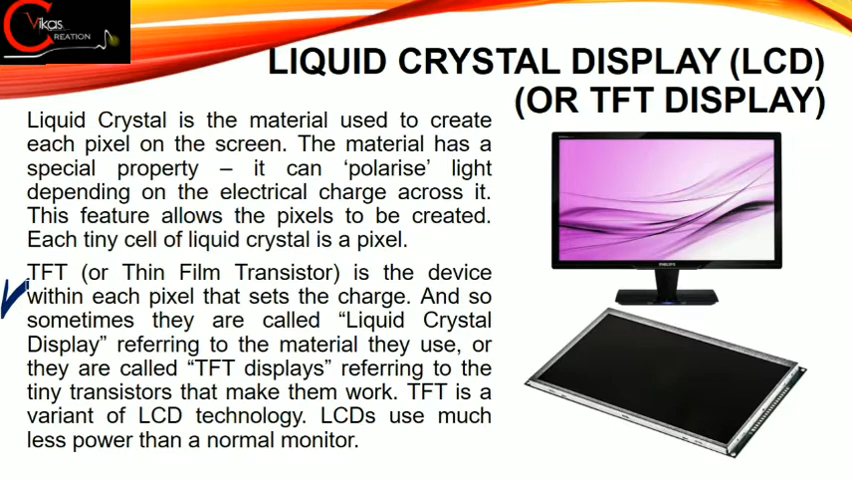 Vikas
CREATION
LIQUID CRYSTAL DISPLAY (LCD)
(OR TFT DISPLAY)
Liquid Crystal is the material used to create
each pixel on the screen. The material has a
special property – it can ‘polarise’ light
depending on the electrical charge across it.
This feature allows the pixels to be created.
Each tiny cell of liquid crystal is a pixel.
TFT (or Thin Film Transistor) is the device
within each pixel that sets the charge. And so
sometimes they are called “Liquid Crystal
Display” referring to the material they use, or
they are called “TFT displays” referring to the
tiny transistors that make them work. TFT is a
variant of LCD technology. LCDs use much
less power than a normal monitor.
PHILIPS